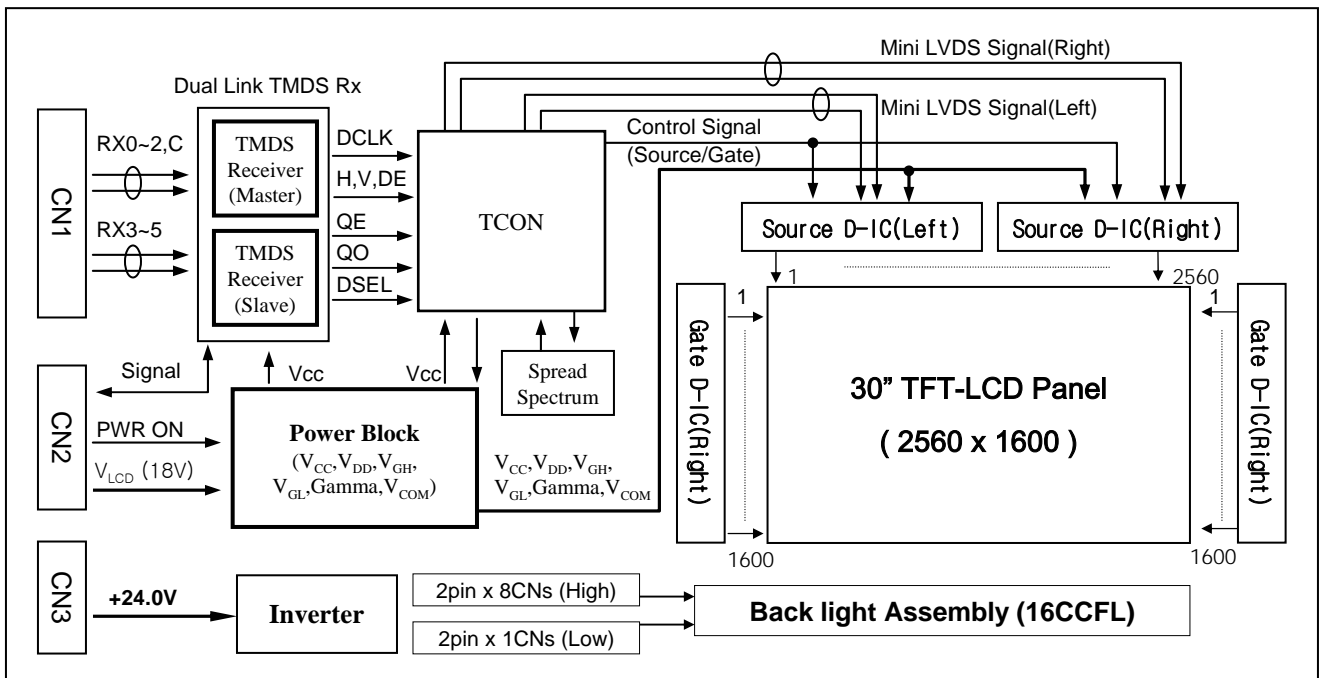 Mini LVDS Signal(Right)
Dual Link TMDS Rx
Mini LVDS Signal(Left)
CN1
RX0~2,C
RX3~5
TMDS
Receiver
(Master)
TMDS
Receiver
(Slave)
DCLK
H,V,DE
QE
QO
DSEL
TCON
Control Signal
(Source/Gate)
Source D-IC(Left)
Source D-IC(Right)
1
2560
1
1
Gate D-IC(Right)
30” TFT-LCD Panel
( 2560 x 1600 )
Gate D-IC(Right)
1600
1600
CN2
Signal
PWR ON
VLCD (18V)
Vcc
Vcc
Spread
Spectrum
Power Block
(VCC,VDD,VGH,
VGL,Gamma,VCOM)
VCC,VDD,VGH,
VGL,Gamma,VCOM
CN3
+24.0V
Inverter
2pin x 8CNs (High)
2pin x 1CNs (Low)
Back light Assembly (16CCFL)